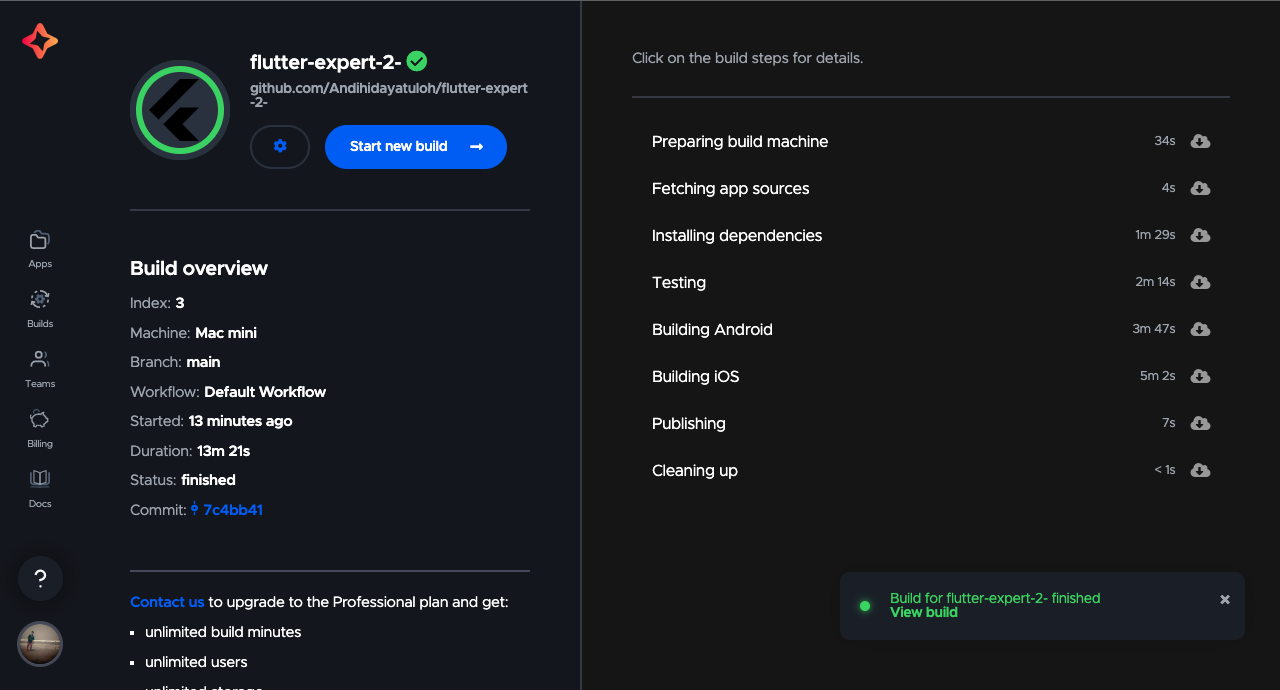 flutter-expert-2-
github.com/Andihidayatuloh/flutter-expert
-2-
Start new build
Apps
Builds
Teams
Billing
Docs
?
Build overview
Index: 3
Machine: Mac mini
Branch: main
Workflow: Default Workflow
Started: 13 minutes ago
Duration: 13m 21s
Status: finished
Commit: 7c4bb41
Contact us to upgrade to the Professional plan and get:
unlimited build minutes
unlimited users
unlimited storage
Click on the build steps for details.
Preparing build machine 34s
Fetching app sources 4s
Installing dependencies 1m 29s
Testing 2m 14s
Building Android 3m 47s
Building iOS 5m 2s
Publishing 7s
Cleaning up < 1s
Build for flutter-expert-2- finished
View build